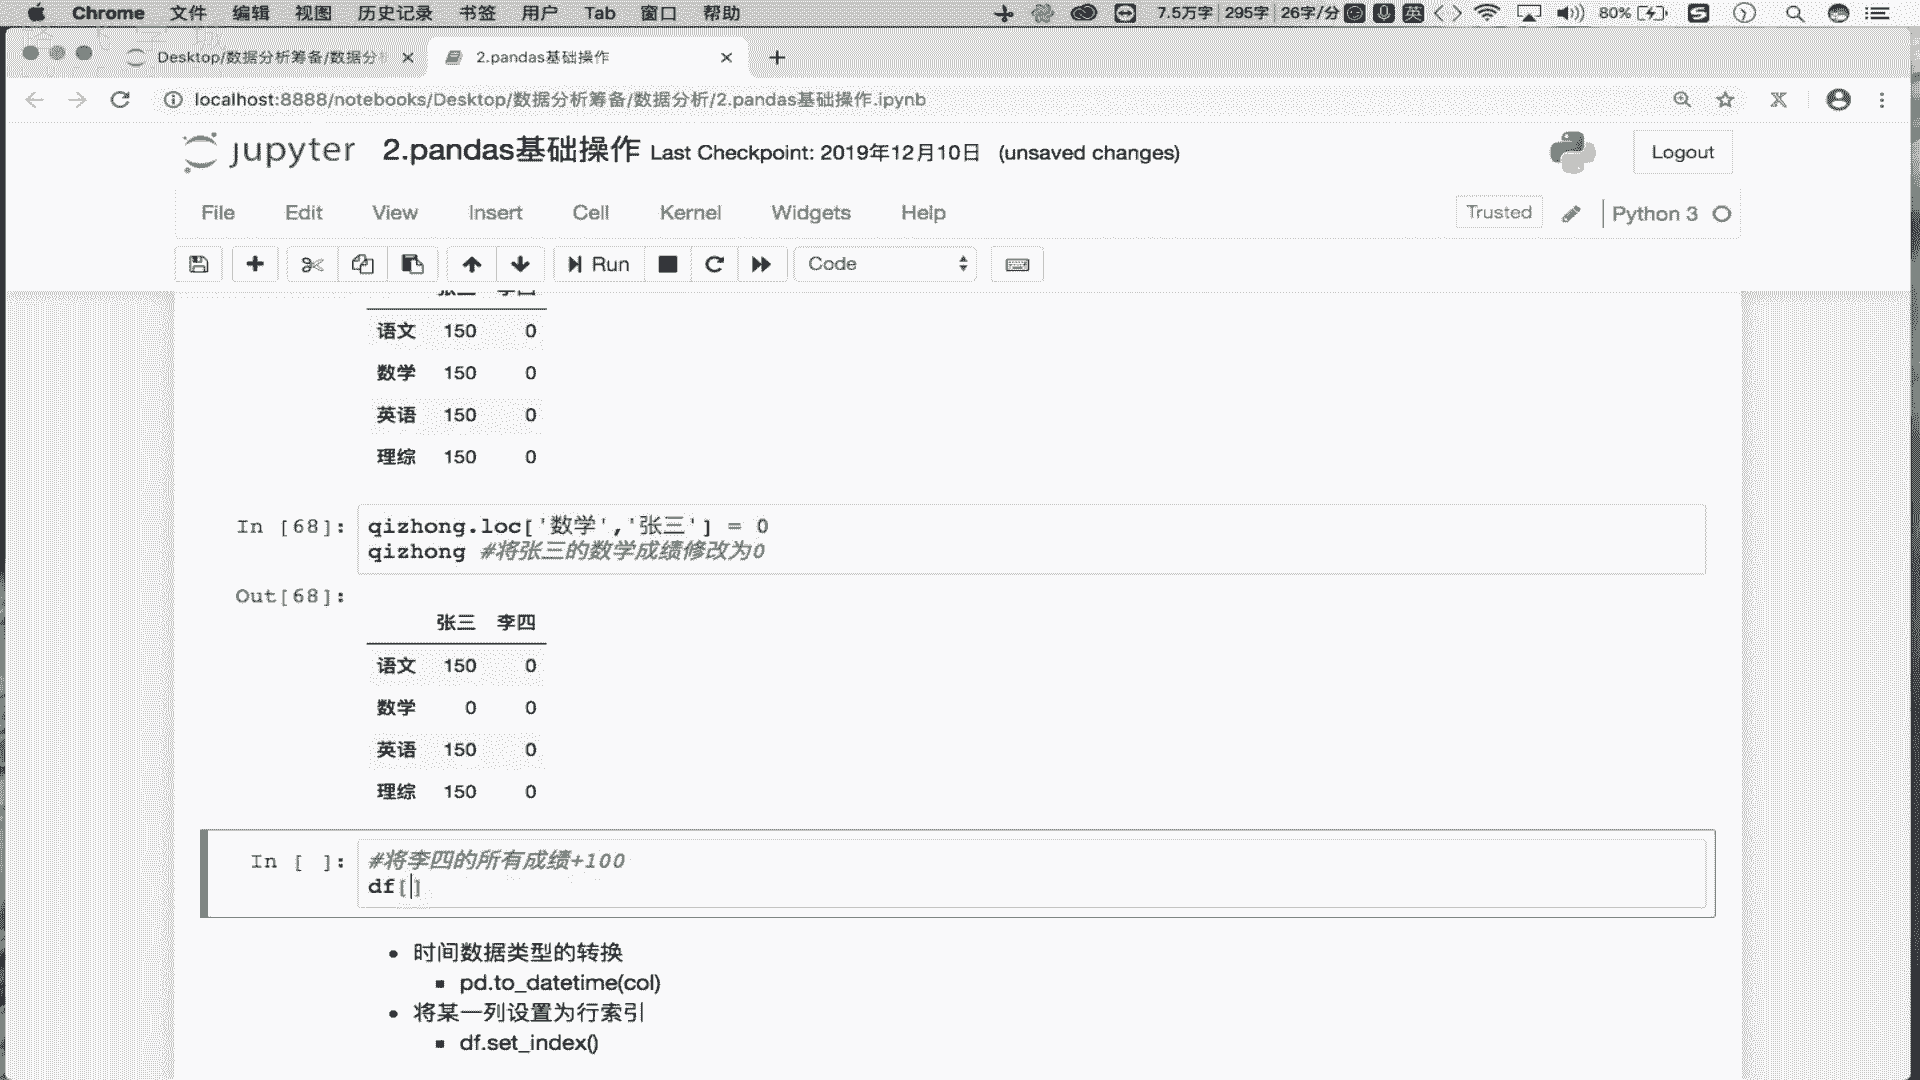 Chrome 文件 编辑 视图 历史记录 书签 用户 Tab 窗口 帮助 7.5万字 295字 26字/分 英 80%
Desktop/数据分析筹备/数据分析
2.pandas基础操作
localhost:8888/notebooks/Desktop/数据分析筹备/数据分析/2.pandas基础操作.ipynb
jupyter 2.pandas基础操作 Last Checkpoint: 2019年12月10日 (unsaved changes) Logout
File Edit View Insert Cell Kernel Widgets Help Trusted Python 3
Run Code
张三 李四
语文 150 0
数学 150 0
英语 150 0
理综 150 0
In [68]: qizhong.loc['数学','张三'] = 0
qizhong #将张三的数学成绩修改为0
Out[68]:
张三 李四
语文 150 0
数学 0 0
英语 150 0
理综 150 0
In [ ]: #将李四的所有成绩+100
df[]
• 时间数据类型的转换
▪ pd.to_datetime(col)
• 将某一列设置为行索引
▪ df.set_index()